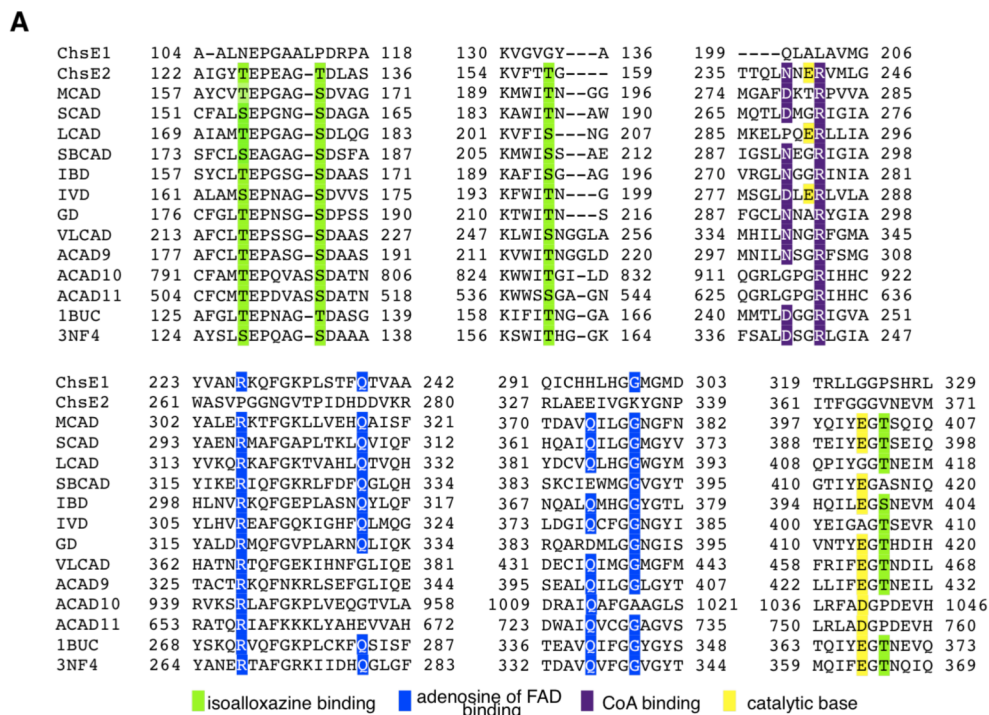 A
ChsE1 104 A-ALNEPGAALPDRPA 118 130 KVGVGY---A 136 199 ----QLALAVMG 206
ChsE2 122 AIGYTEPEAG-TDLAS 136 154 KVFTTG---- 159 235 TTQLNNERVMLG 246
MCAD 157 AYCVTEPGAG-SDVAG 171 189 KMWITN--GG 196 274 MGAFDKTRPVVA 285
SCAD 151 CFALSEPGNG-SDAGA 165 183 KAWITN--AW 190 265 MQTLDMGRIGIA 276
LCAD 169 AIAMTEPGAG-SDLQG 183 201 KVFIS---NG 207 285 MKELPQERLLIA 296
SBCAD 173 SFCLSEAGAG-SDSFA 187 205 KMWISS--AE 212 287 IGSLNEGRIGIA 298
IBD 157 SYCLTEPGSG-SDAAS 171 189 KAFISG--AG 196 270 VRGLNGGRINIA 281
IVD 161 ALAMSEPNAG-SDVVS 175 193 KFWITN---G 199 277 MSGLDLERLVLA 288
GD 176 CFGLTEPNSG-SDPSS 190 210 KTWITN---S 216 287 FGCLNNARYGIA 298
VLCAD 213 AFCLTEPSSG-SDAAS 227 247 KLWISNGGLA 256 334 MHILNNGRFGMA 345
ACAD9 177 AFCLTEPASG-SDAAS 191 211 KVWITNGGLD 220 297 MNILNSGRFSMG 308
ACAD10 791 CFAMTEPQVASSDATN 806 824 KWWITGI-LD 832 911 QGRLGPGRIHHC 922
ACAD11 504 CFCMTEPDVASSDATN 518 536 KWWSSGA-GN 544 625 QGRLGPGRIHHC 636
1BUC 125 AFGLTEPNAG-TDASG 139 158 KIFITNG-GA 166 240 MMTLDGGRIGVA 251
3NF4 124 AYSLSEPQAG-SDAAA 138 156 KSWITHG-GK 164 336 FSALDSGRLGIA 247
ChsE1 223 YVANRKQFGKPLSTFQTVAA 242 291 QICHHLHGGMGMD 303 319 TRLLGGPSHRL 329
ChsE2 261 WASVPGGNGVTPIDHDDVKR 280 327 RLAEEIVGKYGNP 339 361 ITFGGGVNEVM 371
MCAD 302 YALERKTFGKLLVEHQAISF 321 370 TDAVQILGGNGFN 382 397 YQIYEGTSQIQ 407
SCAD 293 YAENRMAFGAPLTKLQVIQF 312 361 HQAIQILGGMGYV 373 388 TEIYEGTSEIQ 398
LCAD 313 YVKQRKAFGKTVAHLQTVQH 332 381 YDCVQLHGGWGYM 393 408 QPIYGGTNEIM 418
SBCAD 315 YIKERIQFGKRLFDFQGLQH 334 383 SKCIEWMGGVGYT 395 410 GTIYEGASNIQ 420
IBD 298 HLNVRKQFGEPLASNQYLQF 317 367 NQALQMHGGYGTL 379 394 HQILEGSNEVM 404
IVD 305 YLHVREAFGQKIGHFQLMQG 324 373 LDGIQCFGGNGYI 385 400 YEIGAGTSEVR 410
GD 315 YALDRMQFGVPLARNQLIQK 334 383 RQARDMLGGNGIS 395 410 VNTYEGTHDIH 420
VLCAD 362 HATNRTQFGEKIHNFGLIQE 381 431 DECIQIMGGMGFM 443 458 FRIFEGTNDIL 468
ACAD9 325 TACTRKQFNKRLSEFGLIQE 344 395 SEALQILGGLGYT 407 422 LLIFEGTNEIL 432
ACAD10 939 RVKSRLAFGKPLVEQGTVLA 958 1009 DRAIQAFGAAGLS 1021 1036 LRFADGPDEVH 1046
ACAD11 653 RATQRIAFKKKLYAHEVVAH 672 723 DWAIQVCGGAGVS 735 750 LRLADGPDEVH 760
1BUC 268 YSKQRVQFGKPLCKFQSISF 287 336 TEAVQIFGGYGYS 348 363 TQIYEGTNEVQ 373
3NF4 264 YANERTAFGRKIIDHQGLGF 283 332 TDAVQVFGGVGYT 344 359 MQIFEGTNQIQ 369
isoalloxazine binding adenosine of FAD binding CoA binding catalytic base